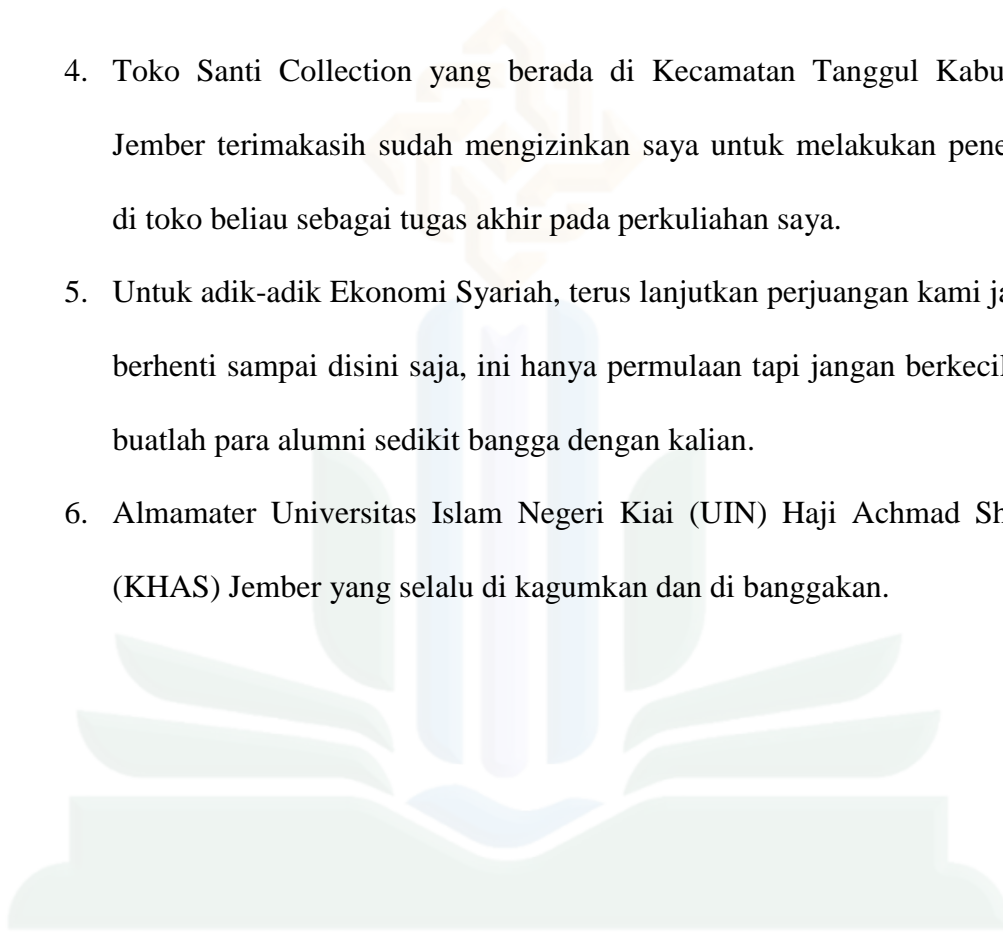 4. Toko Santi Collection yang berada di Kecamatan Tanggul Kabu
Jember terimakasih sudah mengizinkan saya untuk melakukan pene
di toko beliau sebagai tugas akhir pada perkuliahan saya.
5. Untuk adik-adik Ekonomi Syariah, terus lanjutkan perjuangan kami ja
berhenti sampai disini saja, ini hanya permulaan tapi jangan berkecil
buatlah para alumni sedikit bangga dengan kalian.
6. Almamater Universitas Islam Negeri Kiai (UIN) Haji Achmad Sh
(KHAS) Jember yang selalu di kagumkan dan di banggakan.